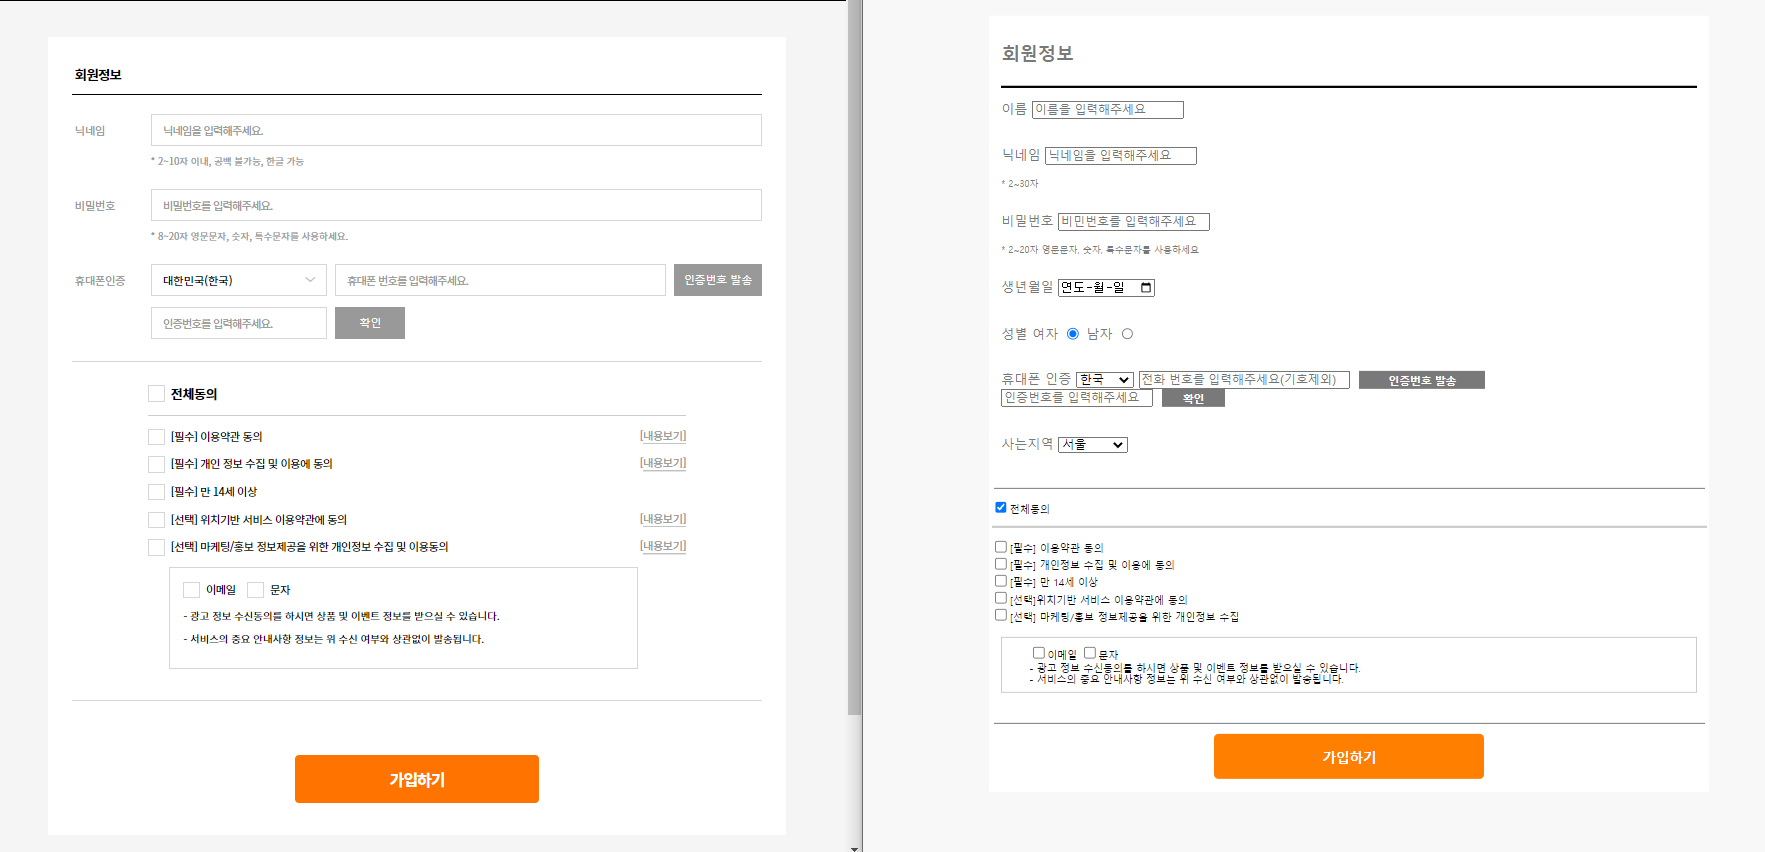 회원정보
닉네임 닉네임을 입력해주세요.
* 2~10자 이내, 공백 불가능, 한글 가능
비밀번호 비밀번호를 입력해주세요.
* 8~20자 영문문자, 숫자, 특수문자를 사용하세요.
휴대폰인증 대한민국(한국) 휴대폰 번호를 입력해주세요. 인증번호 발송
인증번호를 입력해주세요. 확인
전체동의
[필수] 이용약관 동의 [내용보기]
[필수] 개인 정보 수집 및 이용에 동의 [내용보기]
[필수] 만 14세 이상
[선택] 위치기반 서비스 이용약관에 동의 [내용보기]
[선택] 마케팅/홍보 정보제공을 위한 개인정보 수집 및 이용동의 [내용보기]
이메일 문자
- 광고 정보 수신동의를 하시면 상품 및 이벤트 정보를 받으실 수 있습니다.
- 서비스의 중요 안내사항 정보는 위 수신 여부와 상관없이 발송됩니다.
가입하기
회원정보
이름 이름을 입력해주세요
닉네임 닉네임을 입력해주세요
* 2~30자
비밀번호 비민번호를 입력해주세요
* 2~20자 영문문자, 숫자, 특수문자를 사용하세요
생년월일 연도-월-일
성별 여자 남자
휴대폰 인증 한국 전화 번호를 입력해주세요(기호제외) 인증번호 발송
인증번호를 입력해주세요 확인
사는지역 서울
전체동의
[필수] 이용약관 동의
[필수] 개인정보 수집 및 이용에 동의
[필수] 만 14세 이상
[선택]위치기반 서비스 이용약관에 동의
[선택] 마케팅/홍보 정보제공을 위한 개인정보 수집
이메일 문자
- 광고 정보 수신동의를 하시면 상품 및 이벤트 정보를 받으실 수 있습니다.
- 서비스의 중요 안내사항 정보는 위 수신 여부와 상관없이 발송됩니다.
가입하기